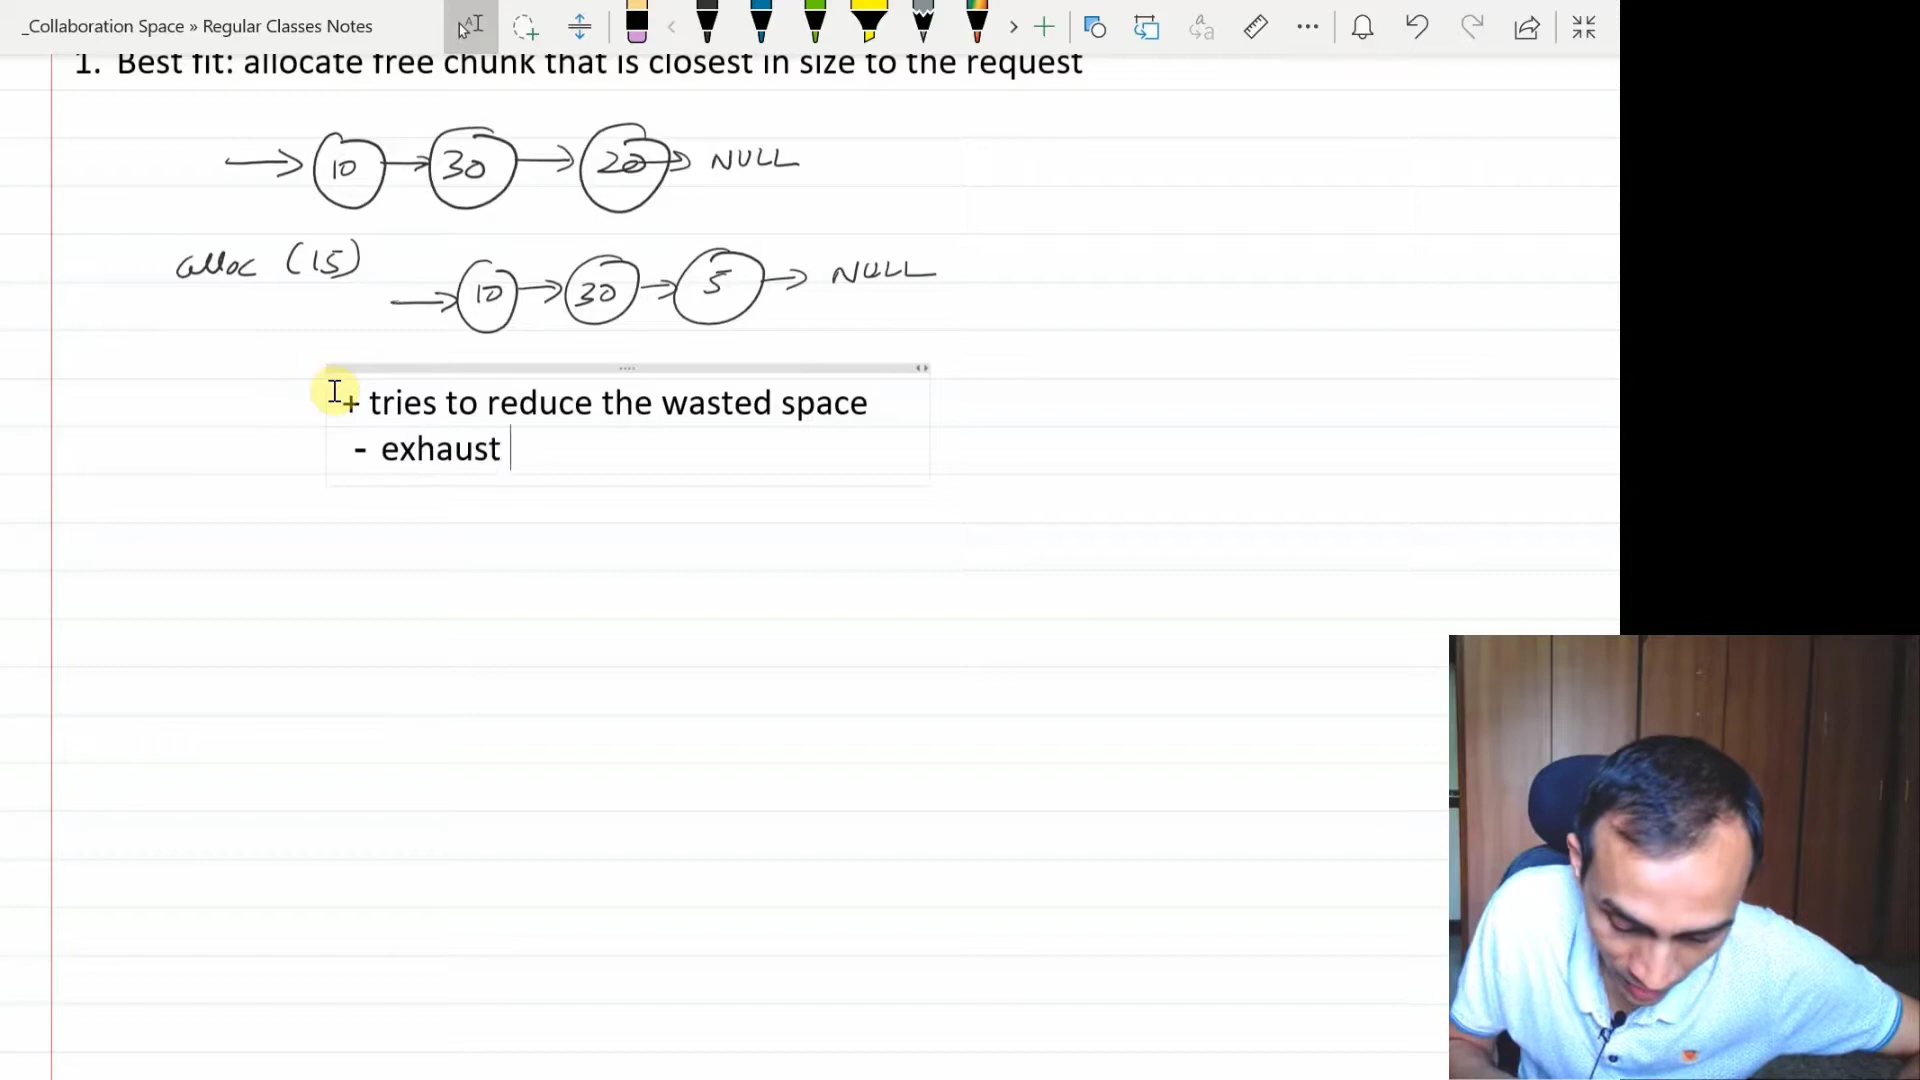 _Collaboration Space » Regular Classes Notes
1. Best fit: allocate free chunk that is closest in size to the request
10 30 20 NULL
alloc (15)
10 30 5 NULL
+ tries to reduce the wasted space
- exhaust